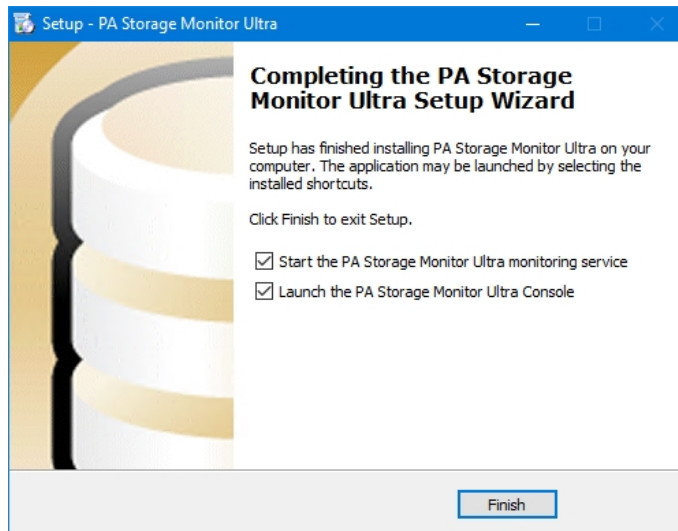 Setup - PA Storage Monitor Ultra
Completing the PA Storage
Monitor Ultra Setup Wizard
Setup has finished installing PA Storage Monitor Ultra on your
computer. The application may be launched by selecting the
installed shortcuts.
Click Finish to exit Setup.
Start the PA Storage Monitor Ultra monitoring service
Launch the PA Storage Monitor Ultra Console
Finish